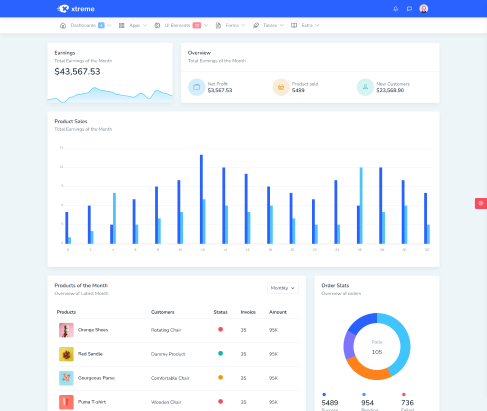 xtreme
Dashboards
Apps
UI Elements
Forms
Tables
Extra
Earnings
Total Earnings of the Month
$43,567.53
Overview
Total Earnings of the Month
Net Profit
$3,567.53
Product sold
5489
New Customers
$23,568.90
Product Sales
Total Earnings of the Month
Products of the Month
Overview of Latest Month
Monthly
Products Customers Status Invoice Amount
Orange Shoes Rotating Chair 35 95K
Red Sandle Dummy Product 35 95K
Gourgeous Purse Comfortable Chair 35 95K
Puma T-shirt Wooden Chair 35 95K
Order Stats
Overview of orders
105
5489 954 736